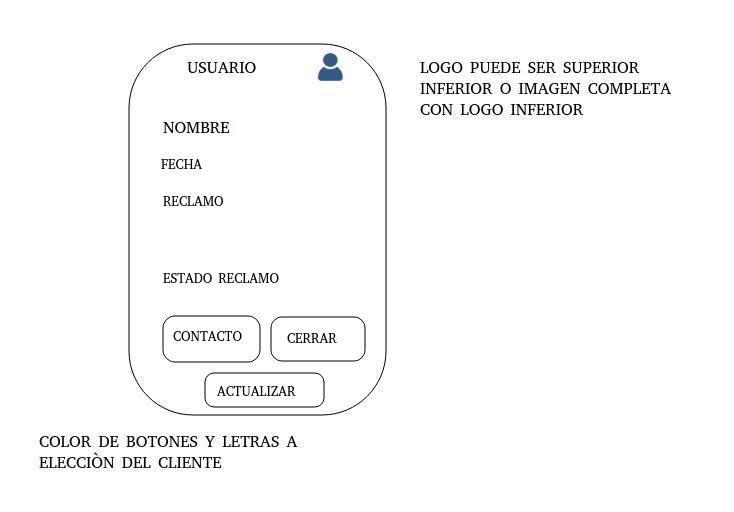 USUARIO
LOGO PUEDE SER SUPERIOR
INFERIOR O IMAGEN COMPLETA
CON LOGO INFERIOR
NOMBRE
FECHA
RECLAMO
ESTADO RECLAMO
CONTACTO
CERRAR
ACTUALIZAR
COLOR DE BOTONES Y LETRAS A
ELECCIÒN DEL CLIENTE